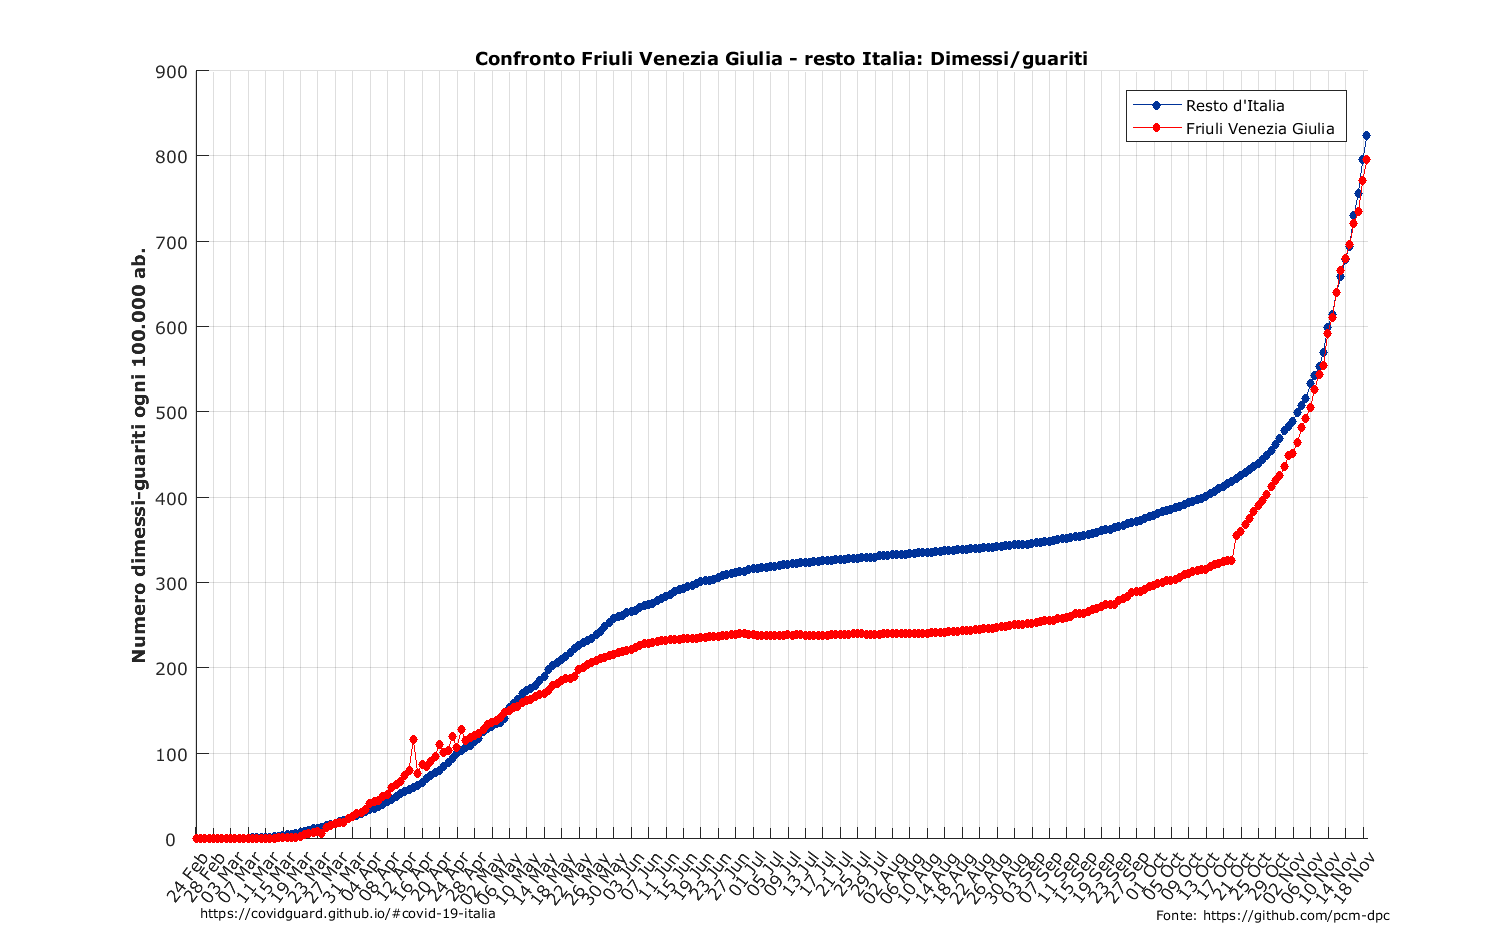 Confronto Friuli Venezia Giulia - resto Italia: Dimessi/guariti
Resto d'Italia
Friuli Venezia Giulia
Numero dimessi-guariti ogni 100.000 ab.
900
800
700
600
500
400
300
200
100
0
24 Feb
28 Feb
03 Mar
07 Mar
11 Mar
15 Mar
19 Mar
23 Mar
27 Mar
31 Mar
04 Apr
08 Apr
12 Apr
16 Apr
20 Apr
24 Apr
28 Apr
02 May
06 May
10 May
14 May
18 May
22 May
26 May
30 May
03 Jun
07 Jun
11 Jun
15 Jun
19 Jun
23 Jun
27 Jun
01 Jul
05 Jul
09 Jul
13 Jul
17 Jul
21 Jul
25 Jul
29 Jul
02 Aug
06 Aug
10 Aug
14 Aug
18 Aug
22 Aug
26 Aug
30 Aug
03 Sep
07 Sep
11 Sep
15 Sep
19 Sep
23 Sep
27 Sep
01 Oct
05 Oct
09 Oct
13 Oct
17 Oct
21 Oct
25 Oct
29 Oct
02 Nov
06 Nov
10 Nov
14 Nov
18 Nov
https://covidguard.github.io/#covid-19-italia
Fonte: https://github.com/pcm-dpc